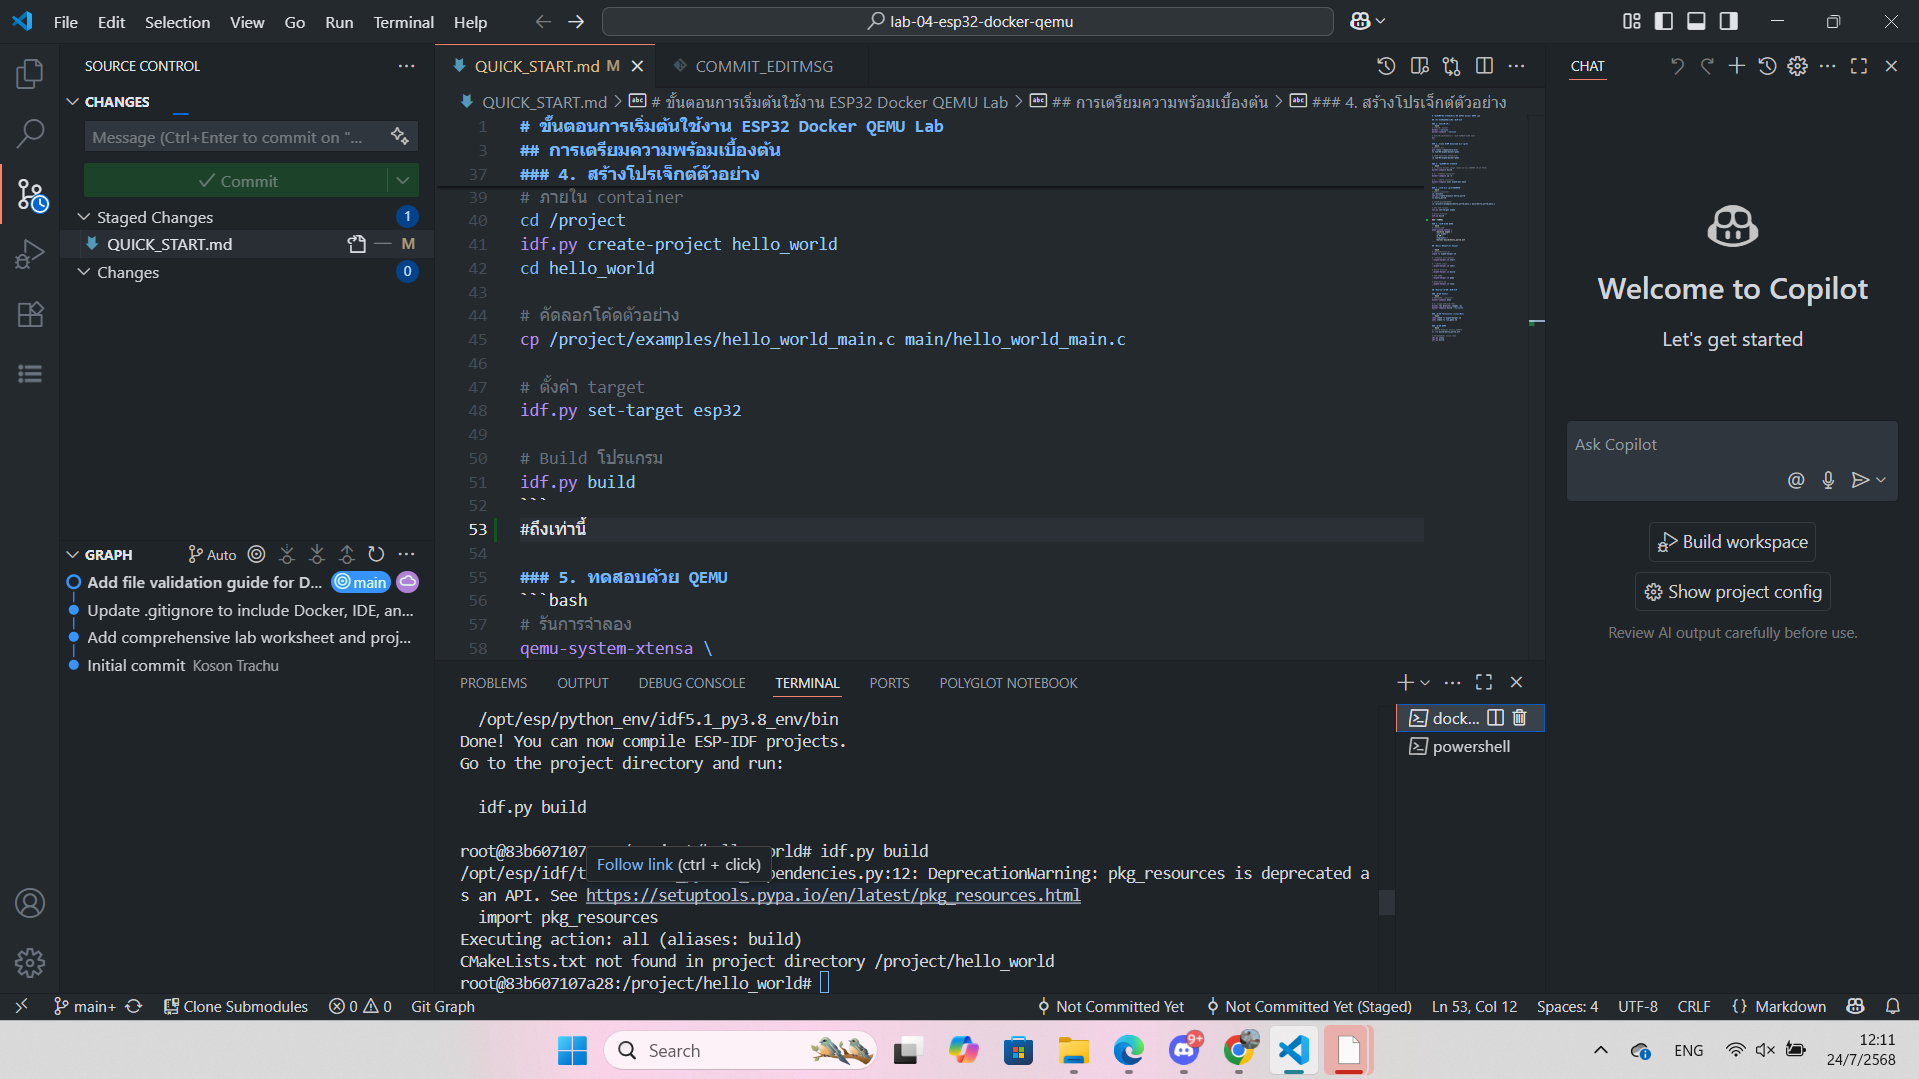 File Edit Selection View Go Run Terminal Help
lab-04-esp32-docker-qemu
SOURCE CONTROL
CHANGES
Message (Ctrl+Enter to commit on "...
Commit
Staged Changes 1
QUICK_START.md M
Changes 0
GRAPH Auto
Add file validation guide for D... main
Update .gitignore to include Docker, IDE, an...
Add comprehensive lab worksheet and proj...
Initial commit Koson Trachu
QUICK_START.md M
COMMIT_EDITMSG
QUICK_START.md > # ขั้นตอนการเริ่มต้นใช้งาน ESP32 Docker QEMU Lab > ## การเตรียมความพร้อมเบื้องต้น > ### 4. สร้างโปรเจ็กต์ตัวอย่าง
1 # ขั้นตอนการเริ่มต้นใช้งาน ESP32 Docker QEMU Lab
3 ## การเตรียมความพร้อมเบื้องต้น
37 ### 4. สร้างโปรเจ็กต์ตัวอย่าง
39 # ภายใน container
40 cd /project
41 idf.py create-project hello_world
42 cd hello_world
43
44 # คัดลอกโค้ดตัวอย่าง
45 cp /project/examples/hello_world_main.c main/hello_world_main.c
46
47 # ตั้งค่า target
48 idf.py set-target esp32
49
50 # Build โปรแกรม
51 idf.py build
52 ```
53 #ถึงเท่านี้
54
55 ### 5. ทดสอบด้วย QEMU
56 ```bash
57 # รันการจำลอง
58 qemu-system-xtensa \
PROBLEMS OUTPUT DEBUG CONSOLE TERMINAL PORTS POLYGLOT NOTEBOOK
/opt/esp/python_env/idf5.1_py3.8_env/bin
Done! You can now compile ESP-IDF projects.
Go to the project directory and run:
idf.py build
root@83b607107 rld# idf.py build
Follow link (ctrl + click)
/opt/esp/idf/t pendencies.py:12: DeprecationWarning: pkg_resources is deprecated a
s an API. See https://setuptools.pypa.io/en/latest/pkg_resources.html
import pkg_resources
Executing action: all (aliases: build)
CMakeLists.txt not found in project directory /project/hello_world
root@83b607107a28:/project/hello_world#
dock...
powershell
CHAT
Welcome to Copilot
Let's get started
Ask Copilot
Build workspace
Show project config
Review AI output carefully before use.
main+ Clone Submodules 0 0 Git Graph
Not Committed Yet Not Committed Yet (Staged) Ln 53, Col 12 Spaces: 4 UTF-8 CRLF {} Markdown
Search
9+
ENG
12:11
24/7/2568